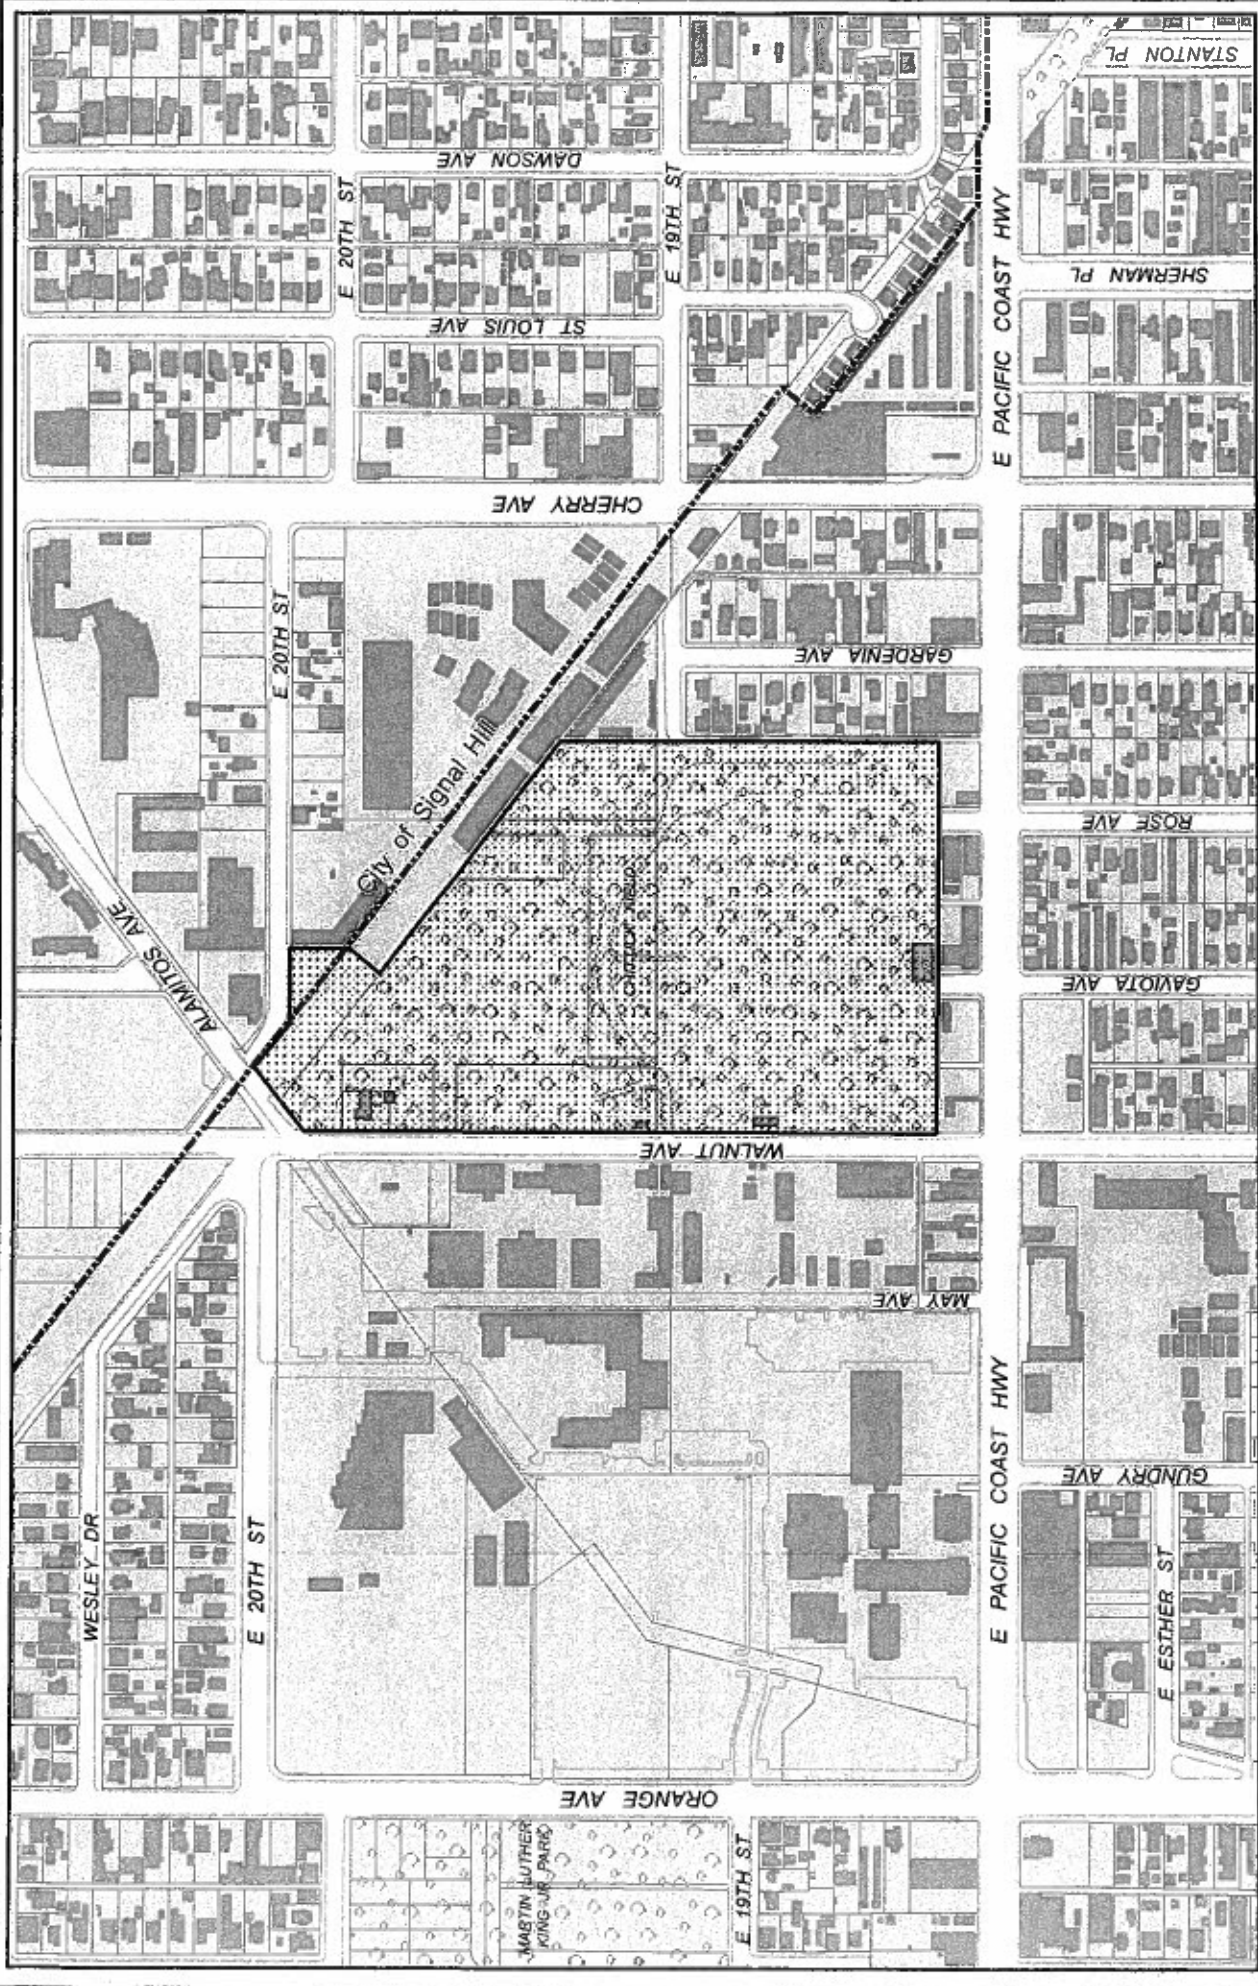 STANTON PL
DAWSON AVE
E 20TH ST
E 19TH ST
E PACIFIC COAST HWY
SHERMAN PL
ST LOUIS AVE
CHERRY AVE
E 20TH ST
GARDENIA AVE
City of Signal Hill
ROSE AVE
ALAMITOS AVE
GAVIOTA AVE
WALNUT AVE
MAY AVE
E PACIFIC COAST HWY
GUNDRY AVE
WESLEY DR
E 20TH ST
E ESTHER ST
ORANGE AVE
MARTIN LUTHER
KING JR PARK
E 19TH ST